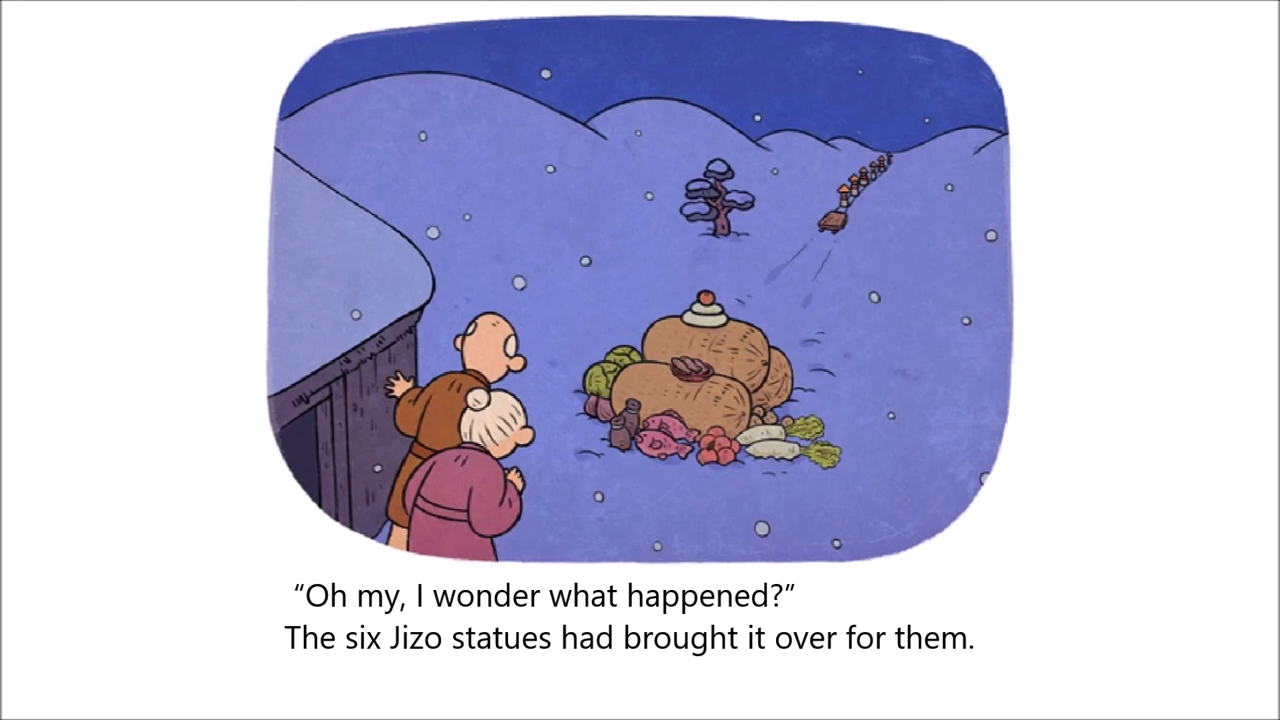 “Oh my, I wonder what happened?”
The six Jizo statues had brought it over for them.